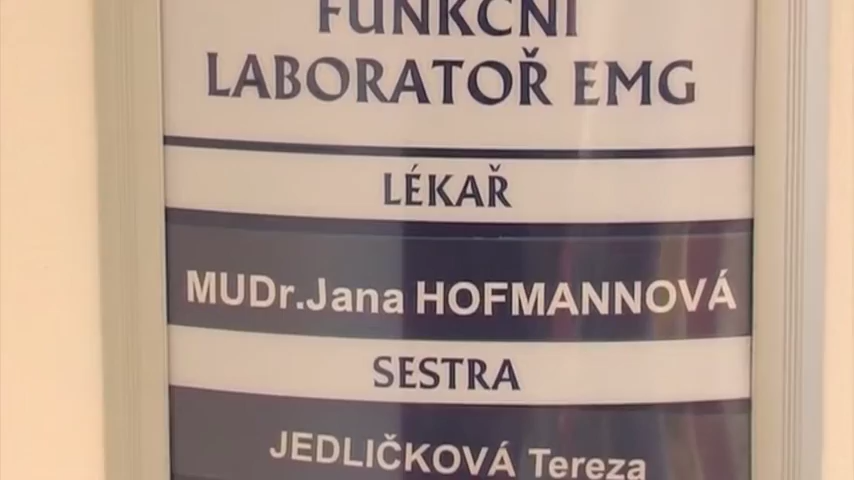 FUNKČNÍ
LABORATOŘ EMG
LÉKAŘ
MUDr.Jana HOFMANNOVÁ
SESTRA
JEDLIČKOVÁ Tereza